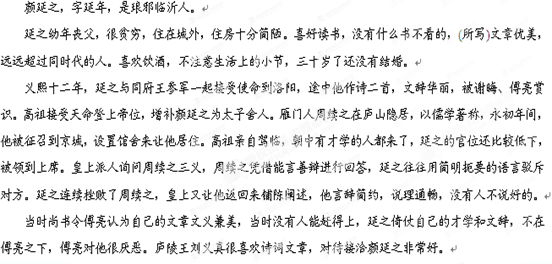 颜延之，字延年，是琅邪临沂人。
延之幼年丧父，很贫穷，住在城外，住房十分简陋。喜好读书，没有什么书不看的，(所写)文章优美，
远远超过同时代的人。喜欢饮酒，不注意生活上的小节，三十岁了还没有结婚。
义熙十二年，延之与同府王参军一起接受使命到洛阳，途中他作诗二首，文辞华丽，被谢晦、傅亮赏
识。高祖接受天命登上帝位，增补颜延之为太子舍人。雁门人周续之在庐山隐居，以儒学著称，永初年间，
他被征召到京城，设置馆舍来让他居住。高祖亲自驾临，朝中有才学的人都来了，延之的官位还比较低下，
被领到上席。皇上派人询问周续之三义，周续之凭借能言善辩进行回答，延之往往用简明扼要的语言驳斥
对方。延之连续挫败了周续之，皇上又让他返回来铺陈阐述，他言辞简约，说理通畅，没有人不说好的。
当时尚书令傅亮认为自己的文章文义兼美，当时没有人能赶得上，延之倚仗自己的才学和文辞，不在
傅亮之下，傅亮对他很厌恶。庐陵王刘义真很喜欢诗词文章，对待接洽颜延之非常好。